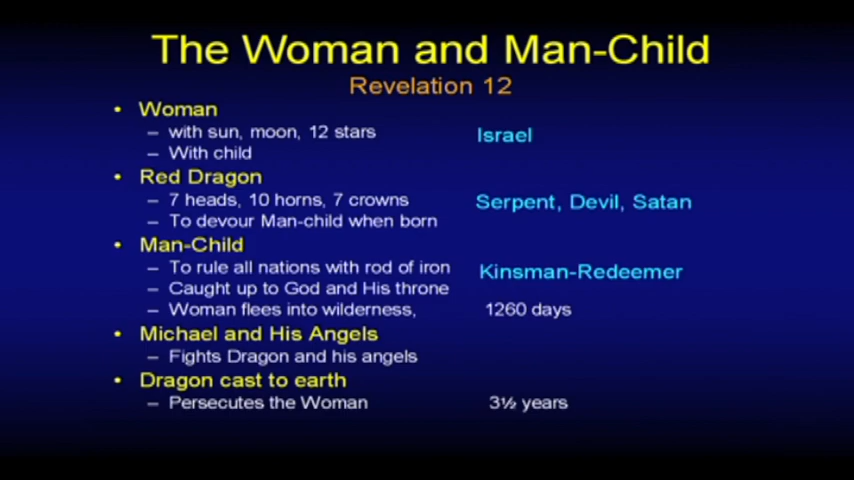 The Woman and Man-Child
Revelation 12
• Woman
– with sun, moon, 12 stars Israel
– With child
• Red Dragon
– 7 heads, 10 horns, 7 crowns Serpent, Devil, Satan
– To devour Man-child when born
• Man-Child
– To rule all nations with rod of iron Kinsman-Redeemer
– Caught up to God and His throne
– Woman flees into wilderness, 1260 days
• Michael and His Angels
– Fights Dragon and his angels
• Dragon cast to earth
– Persecutes the Woman 3½ years